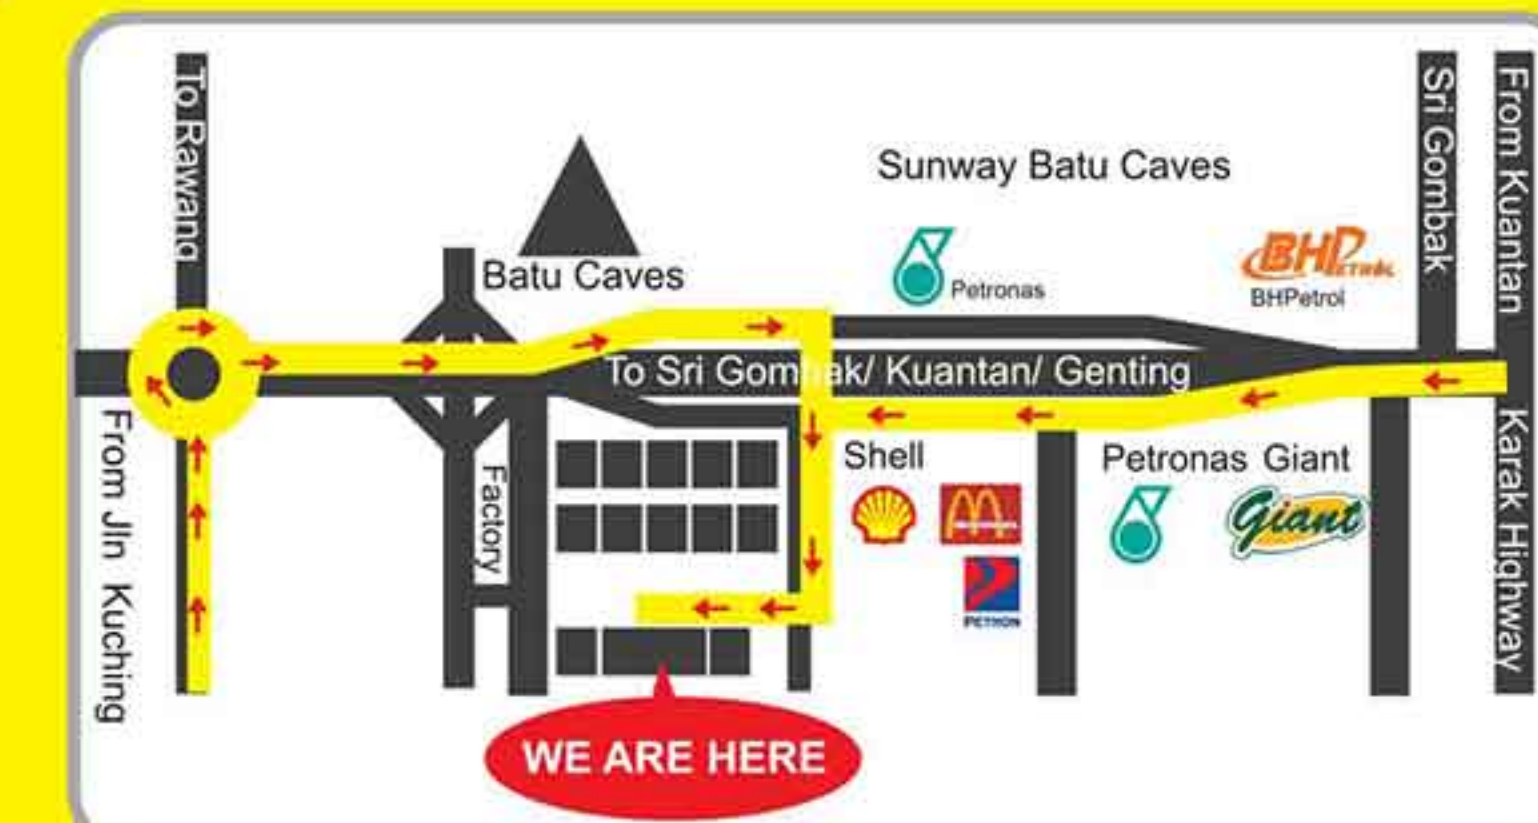 To Rawang
Sri Gombak
From Kuantan
Sunway Batu Caves
Batu Caves
Petronas
BHPETROL
BHPetrol
To Sri Gombak/ Kuantan/ Genting
From Jln Kuching
Factory
Shell
Petronas Giant
Giant
PETRON
Karak Highway
WE ARE HERE